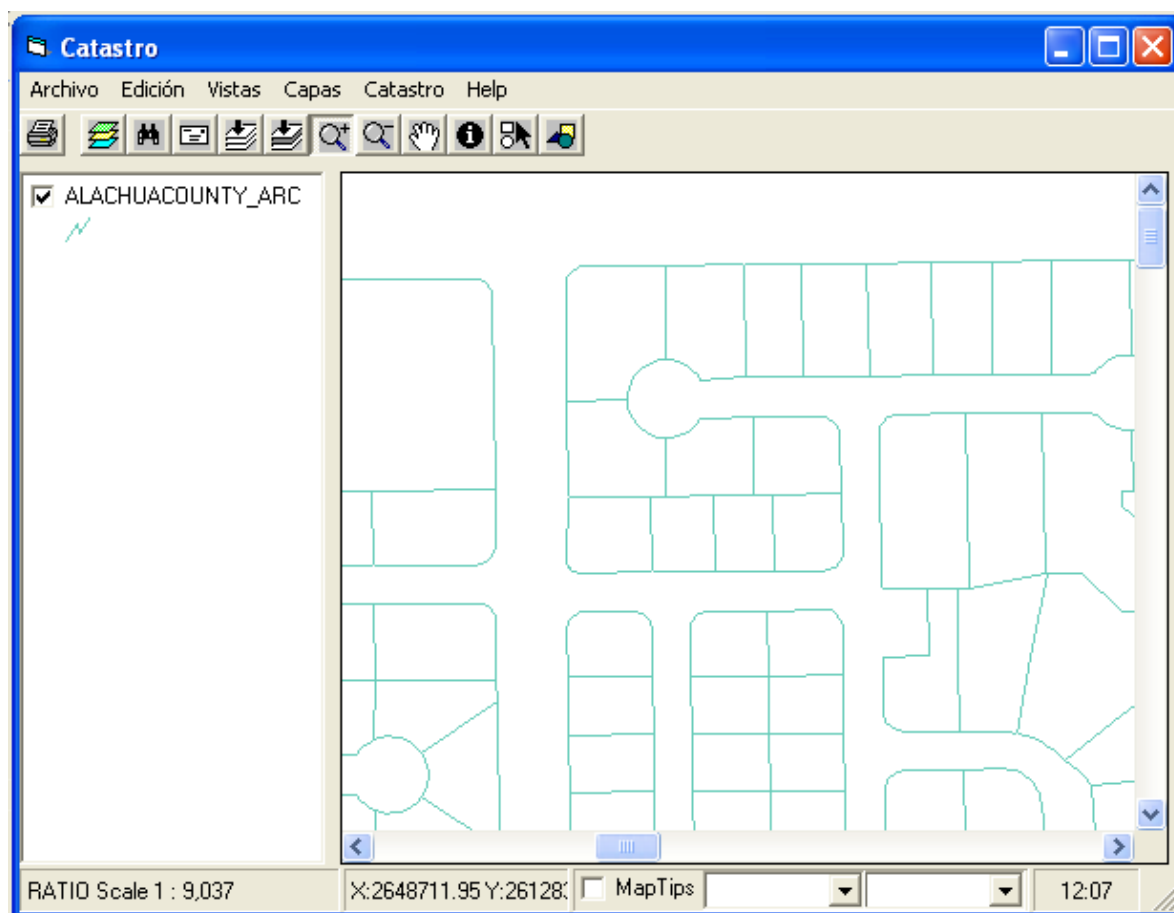 Catastro
Archivo Edición Vistas Capas Catastro Help
ALACHUACOUNTY_ARC
RATIO Scale 1 : 9,037
X:2648711.95 Y:26128
MapTips
12:07